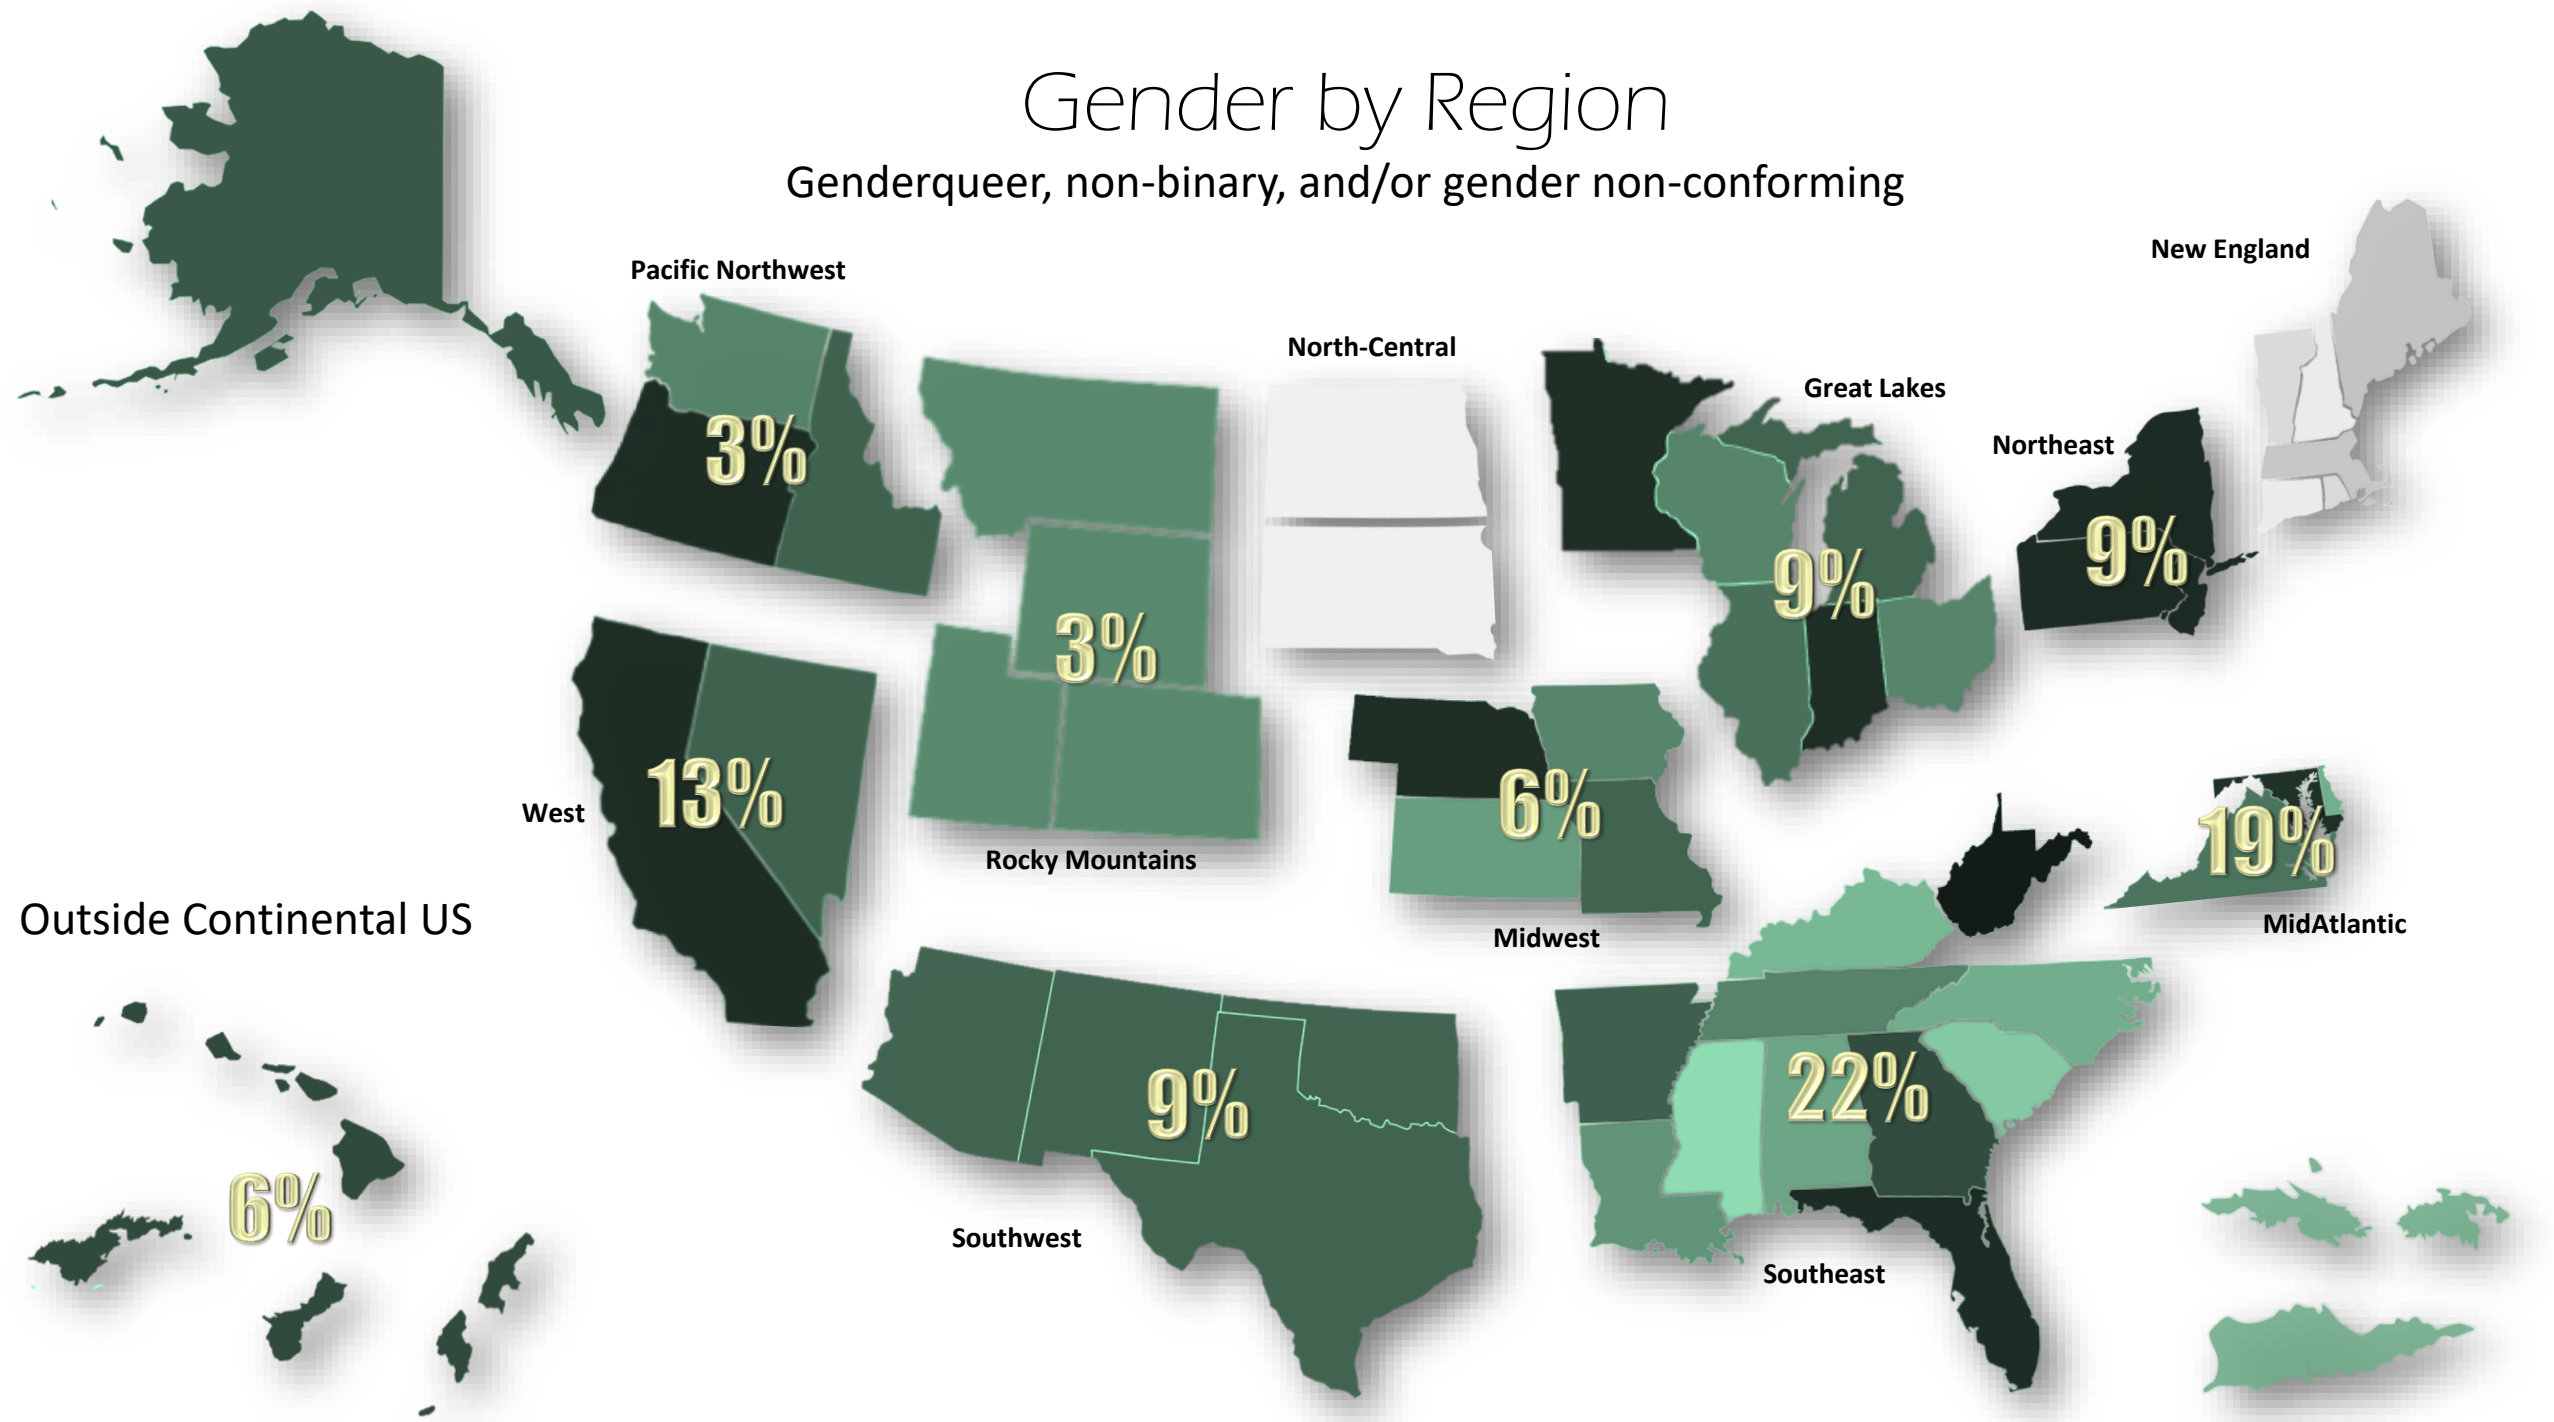 Gender by Region
Genderqueer, non-binary, and/or gender non-conforming
New England
Pacific Northwest
North-Central
Great Lakes
Northeast
3%
9%
9%
3%
13%
6%
19%
West
Rocky Mountains
Outside Continental US
Midwest
MidAtlantic
22%
9%
6%
Southwest
Southeast